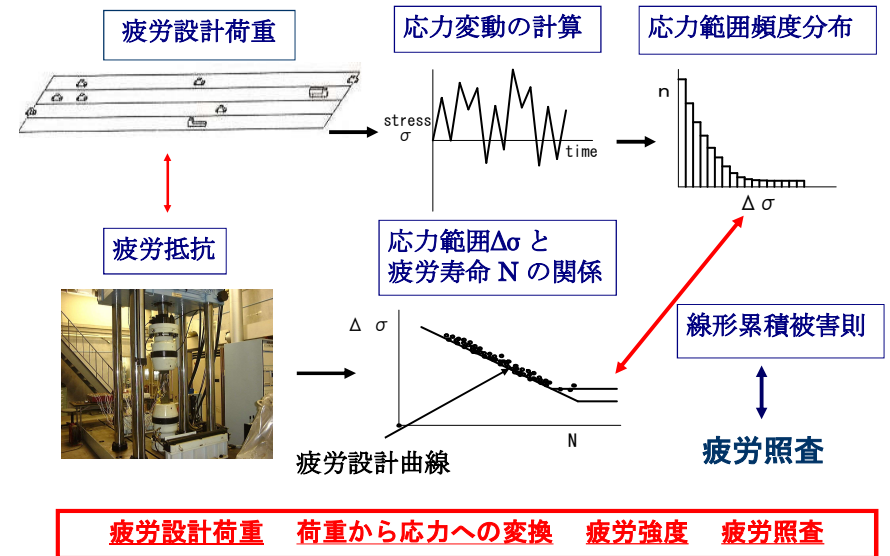 疲労設計荷重
応力変動の計算
応力範囲頻度分布
stress
σ
time
n
Δσ
疲労抵抗
応力範囲Δσ と
疲労寿命 N の関係
Δ σ
N
疲労設計曲線
線形累積被害則
疲労照査
疲労設計荷重 荷重から応力への変換 疲労強度 疲労照査